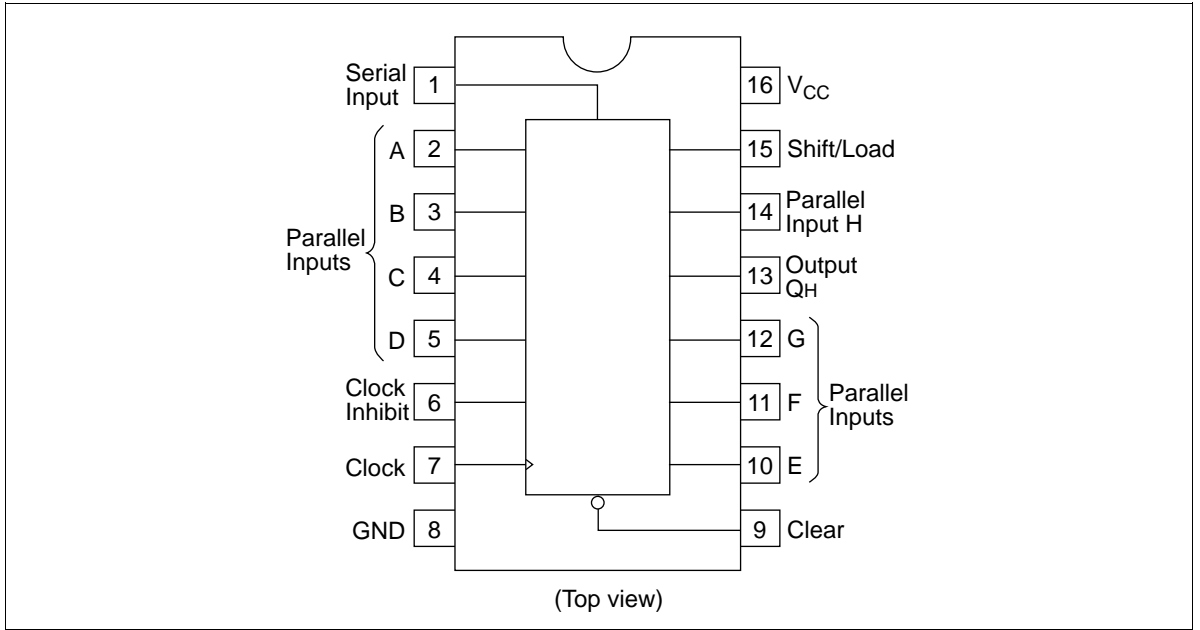 Serial
Input
1
16
VCC
A
2
15
Shift/Load
B
3
14
Parallel
Input H
Parallel
Inputs
C
4
13
Output
QH
D
5
12
G
Clock
Inhibit
6
11
F
Parallel
Inputs
Clock
7
10
E
GND
8
9
Clear
(Top view)